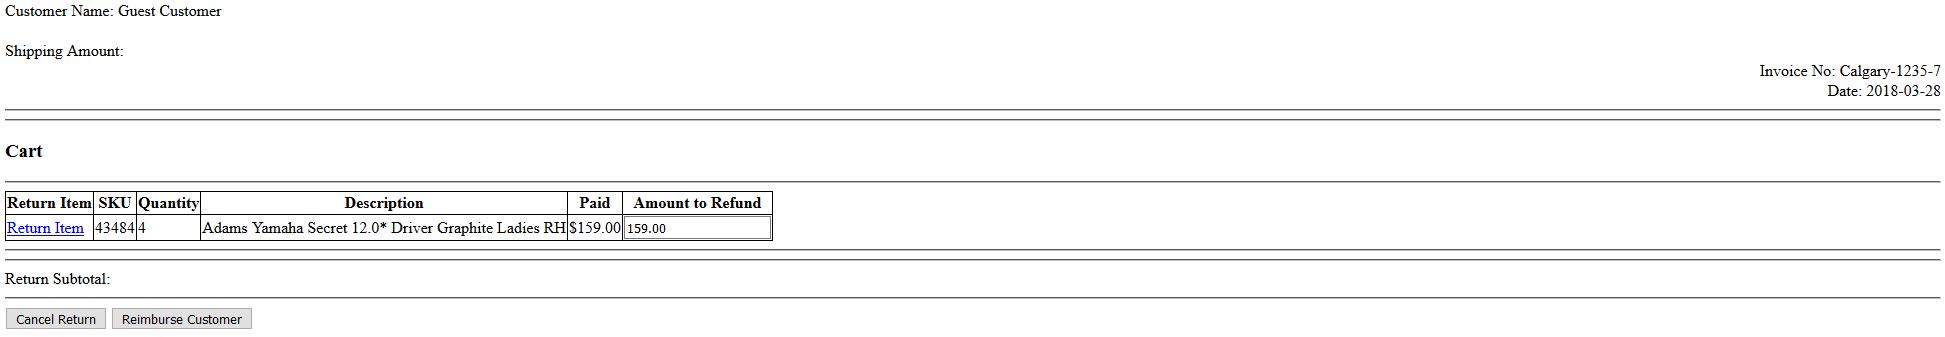 Customer Name: Guest Customer
Shipping Amount:
Invoice No: Calgary-1235-7
Date: 2018-03-28
Cart
Return Item SKU Quantity Description Paid Amount to Refund
Return Item 43484 4 Adams Yamaha Secret 12.0* Driver Graphite Ladies RH $159.00 159.00
Return Subtotal:
Cancel Return Reimburse Customer